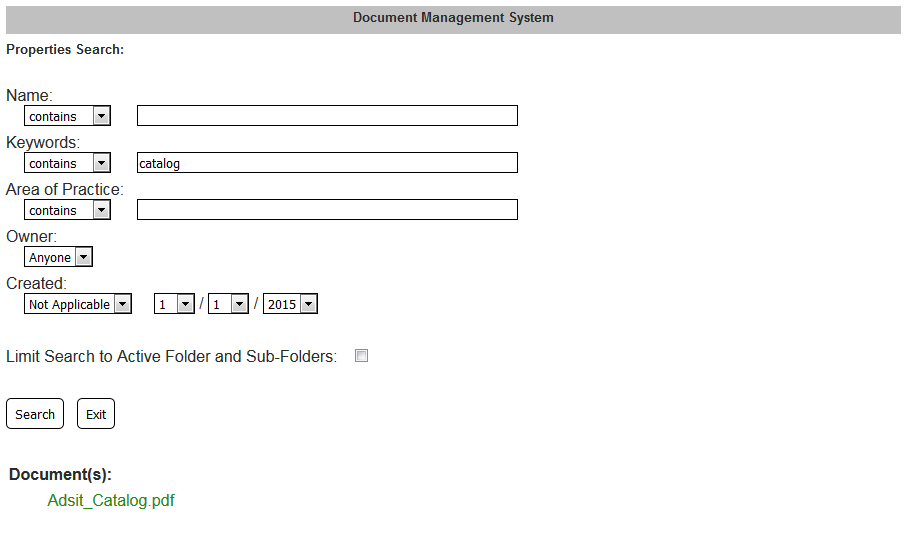 Document Management System
Properties Search:
Name:
contains
Keywords:
contains catalog
Area of Practice:
contains
Owner:
Anyone
Created:
Not Applicable 1 / 1 / 2015
Limit Search to Active Folder and Sub-Folders:
Search Exit
Document(s):
Adsit_Catalog.pdf